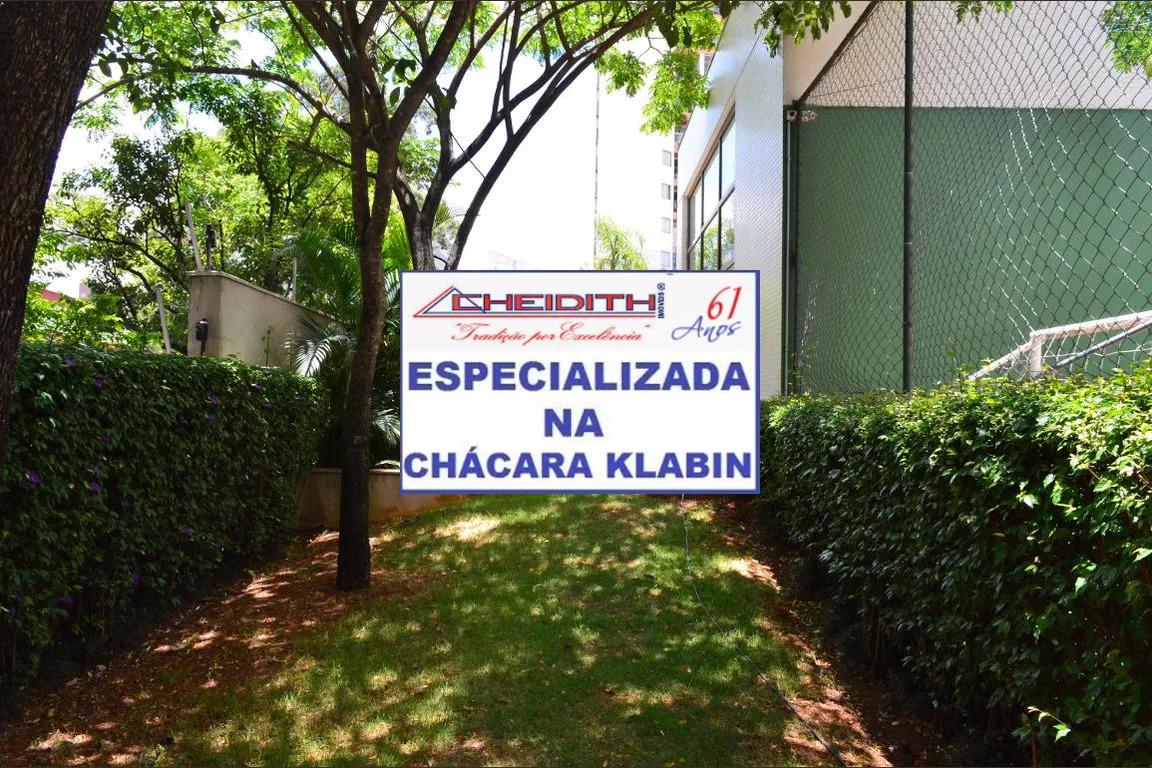 CHEIDITH IMÓVEIS ®
61
Anos
"Tradição por Excelência"
ESPECIALIZADA
NA
CHÁCARA KLABIN